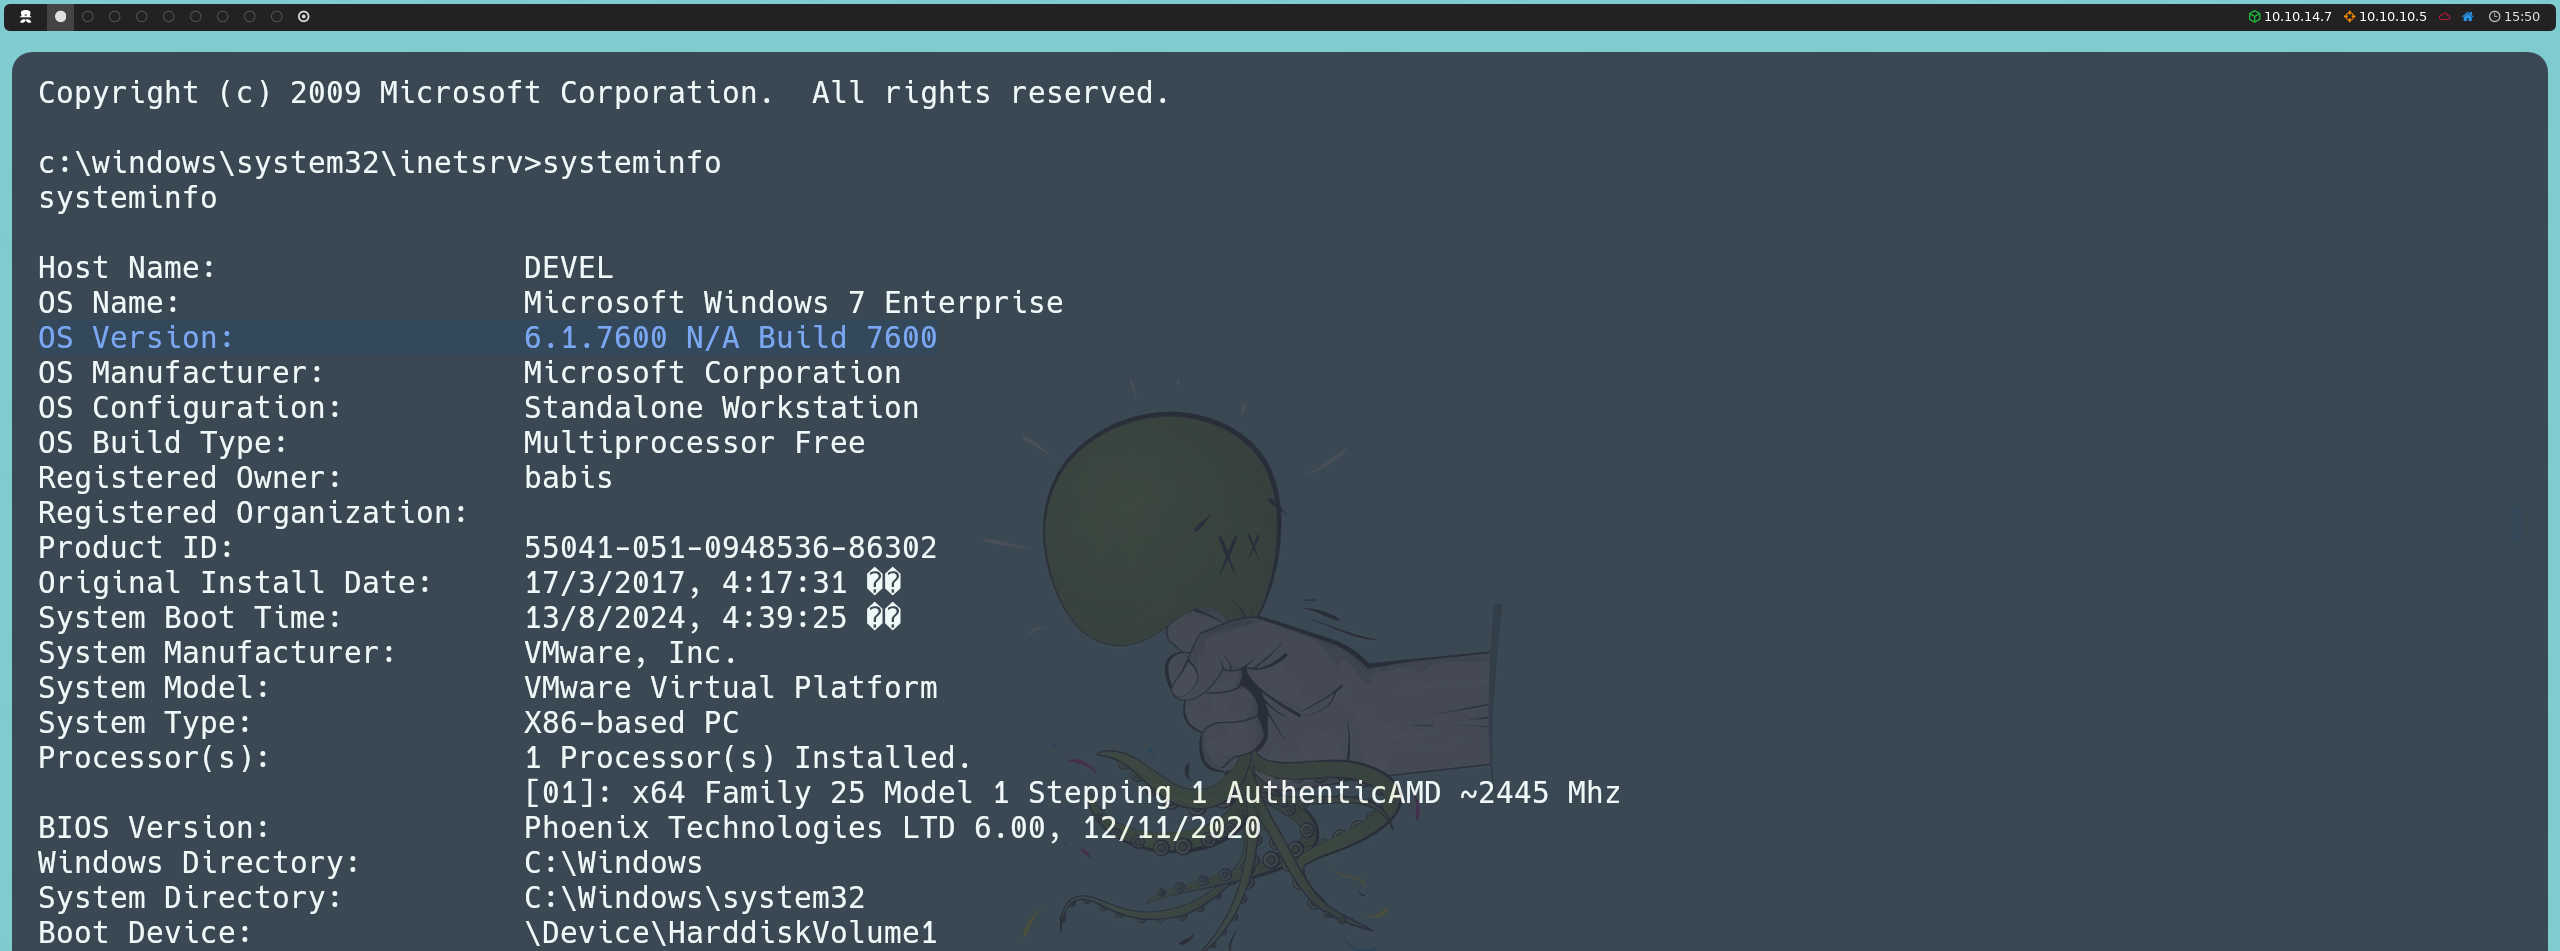 10.10.14.7 10.10.10.5 15:50
Copyright (c) 2009 Microsoft Corporation.  All rights reserved.
c:\windows\system32\inetsrv>systeminfo
systeminfo
Host Name: DEVEL
OS Name: Microsoft Windows 7 Enterprise
OS Version: 6.1.7600 N/A Build 7600
OS Manufacturer: Microsoft Corporation
OS Configuration: Standalone Workstation
OS Build Type: Multiprocessor Free
Registered Owner: babis
Registered Organization:
Product ID: 55041-051-0948536-86302
Original Install Date: 17/3/2017, 4:17:31 ��
System Boot Time: 13/8/2024, 4:39:25 ��
System Manufacturer: VMware, Inc.
System Model: VMware Virtual Platform
System Type: X86-based PC
Processor(s): 1 Processor(s) Installed.
[01]: x64 Family 25 Model 1 Stepping 1 AuthenticAMD ~2445 Mhz
BIOS Version: Phoenix Technologies LTD 6.00, 12/11/2020
Windows Directory: C:\Windows
System Directory: C:\Windows\system32
Boot Device: \Device\HarddiskVolume1